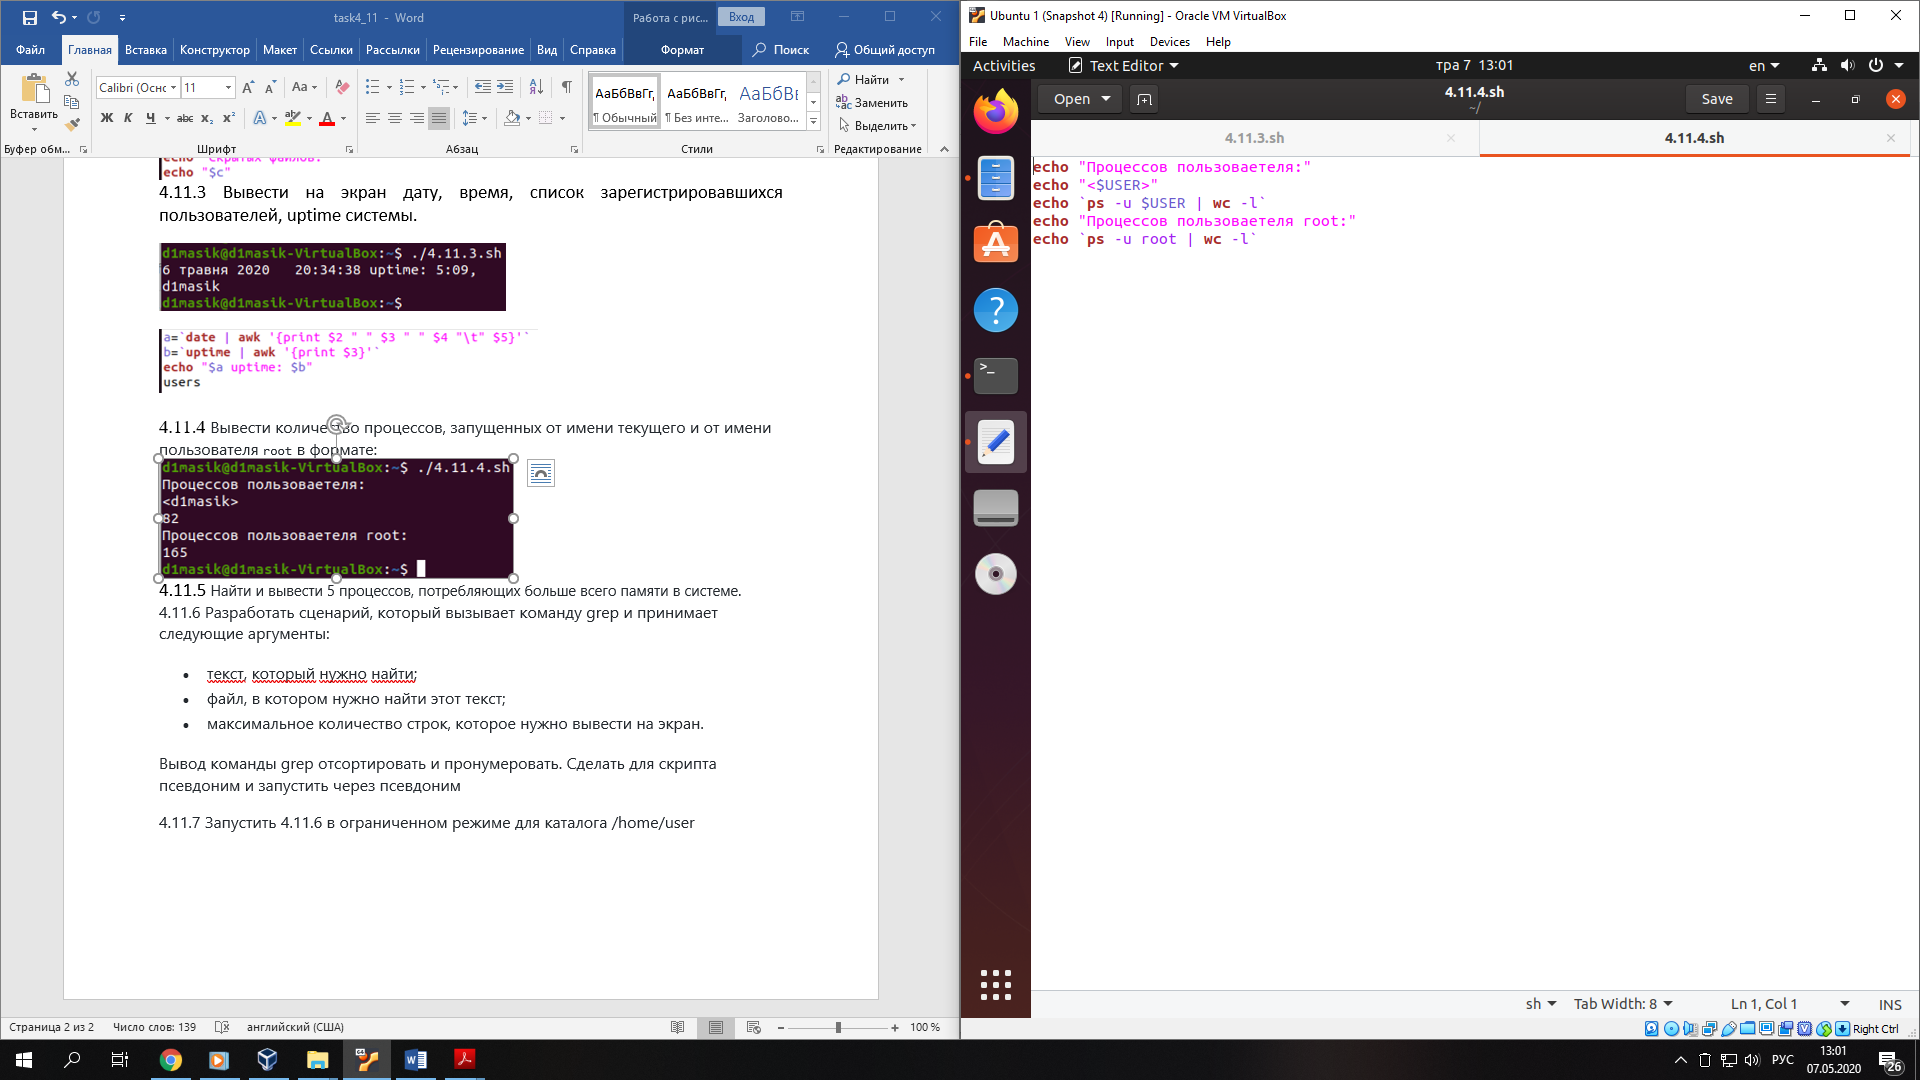 task4_11 - Word
Работа с рис...
Вход
Файл Главная Вставка Конструктор Макет Ссылки Рассылки Рецензирование Вид Справка Формат Поиск Общий доступ
Вставить
Calibri (Оснс 11
АаБбВвГг, АаБбВвГг, АаБбВі
¶ Обычный ¶ Без инте... Заголово...
Найти
Заменить
Выделить
Буфер обм... Шрифт Абзац Стили Редактирование
echo "Скрытых файлов:"
echo "$c"
4.11.3 Вывести на экран дату, время, список зарегистрировавшихся
пользователей, uptime системы.
d1masik@d1masik-VirtualBox:~$ ./4.11.3.sh
6 травня 2020 20:34:38 uptime: 5:09,
d1masik
d1masik@d1masik-VirtualBox:~$
a=`date | awk '{print $2 " " $3 " " $4 "\t" $5}'`
b=`uptime | awk '{print $3}'`
echo "$a uptime: $b"
users
4.11.4 Вывести количество процессов, запущенных от имени текущего и от имени
пользователя root в формате:
d1masik@d1masik-VirtualBox:~$ ./4.11.4.sh
Процессов пользоваетеля:
<d1masik>
82
Процессов пользоваетеля root:
165
d1masik@d1masik-VirtualBox:~$
4.11.5 Найти и вывести 5 процессов, потребляющих больше всего памяти в системе.
4.11.6 Разработать сценарий, который вызывает команду grep и принимает
следующие аргументы:
• текст, который нужно найти;
• файл, в котором нужно найти этот текст;
• максимальное количество строк, которое нужно вывести на экран.
Вывод команды grep отсортировать и пронумеровать. Сделать для скрипта
псевдоним и запустить через псевдоним
4.11.7 Запустить 4.11.6 в ограниченном режиме для каталога /home/user
Страница 2 из 2 Число слов: 139 английский (США) 100 %
Ubuntu 1 (Snapshot 4) [Running] - Oracle VM VirtualBox
File Machine View Input Devices Help
Activities Text Editor тра 7 13:01 en
Open 4.11.4.sh Save
~/
4.11.3.sh 4.11.4.sh
echo "Процессов пользоваетеля:"
echo "<$USER>"
echo `ps -u $USER | wc -l`
echo "Процессов пользоваетеля root:"
echo `ps -u root | wc -l`
sh Tab Width: 8 Ln 1, Col 1 INS
Right Ctrl
РУС
13:01
07.05.2020
26